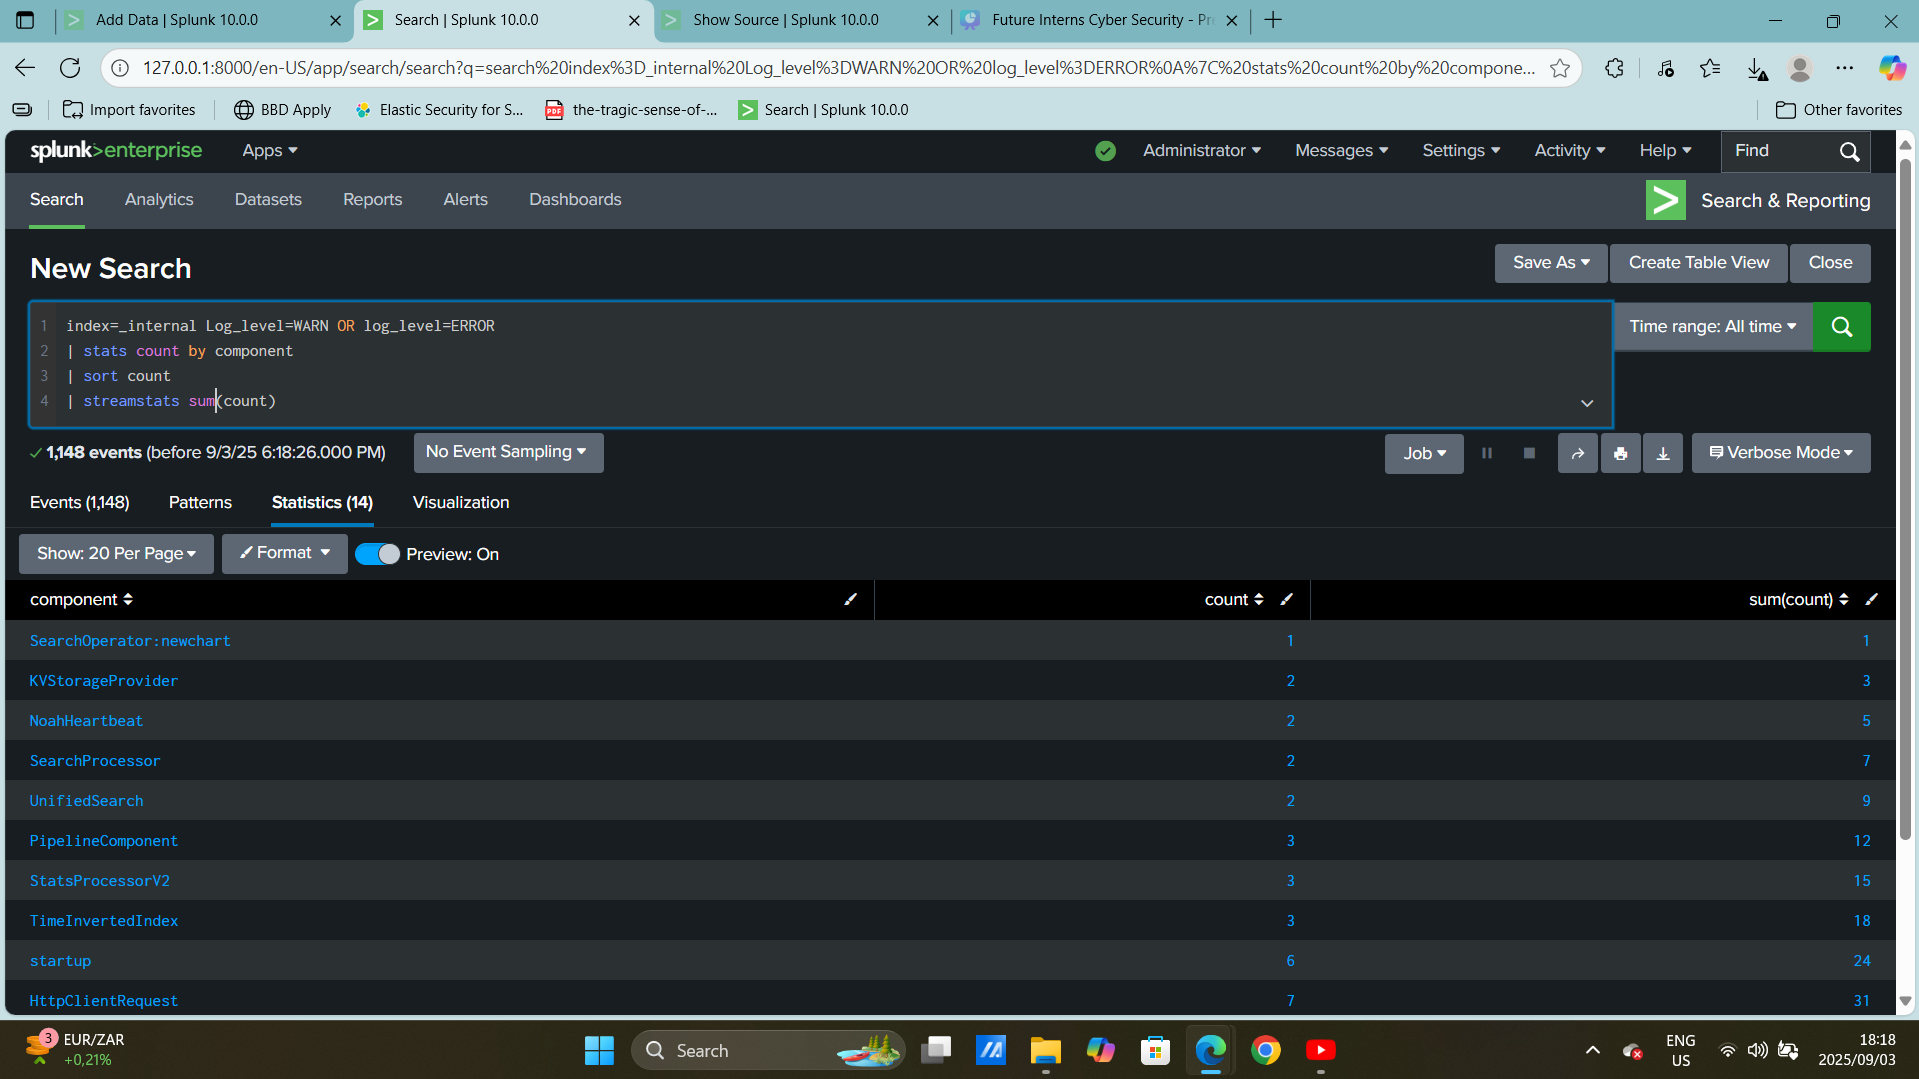 Add Data | Splunk 10.0.0
Search | Splunk 10.0.0
Show Source | Splunk 10.0.0
Future Interns Cyber Security - Pr
127.0.0.1:8000/en-US/app/search/search?q=search%20index%3D_internal%20Log_level%3DWARN%20OR%20log_level%3DERROR%0A%7C%20stats%20count%20by%20compone...
Import favorites
BBD Apply
Elastic Security for S...
PDF
the-tragic-sense-of-...
Search | Splunk 10.0.0
Other favorites
splunk>enterprise
Apps
Administrator
Messages
Settings
Activity
Help
Find
Search
Analytics
Datasets
Reports
Alerts
Dashboards
Search & Reporting
New Search
Save As
Create Table View
Close
1 index=_internal Log_level=WARN OR log_level=ERROR
2 | stats count by component
3 | sort count
4 | streamstats sum(count)
Time range: All time
1,148 events (before 9/3/25 6:18:26.000 PM)
No Event Sampling
Job
Verbose Mode
Events (1,148)
Patterns
Statistics (14)
Visualization
Show: 20 Per Page
Format
Preview: On
component count sum(count)
SearchOperator:newchart 1 1
KVStorageProvider 2 3
NoahHeartbeat 2 5
SearchProcessor 2 7
UnifiedSearch 2 9
PipelineComponent 3 12
StatsProcessorV2 3 15
TimeInvertedIndex 3 18
startup 6 24
HttpClientRequest 7 31
3
EUR/ZAR
+0,21%
Search
ENG
US
18:18
2025/09/03